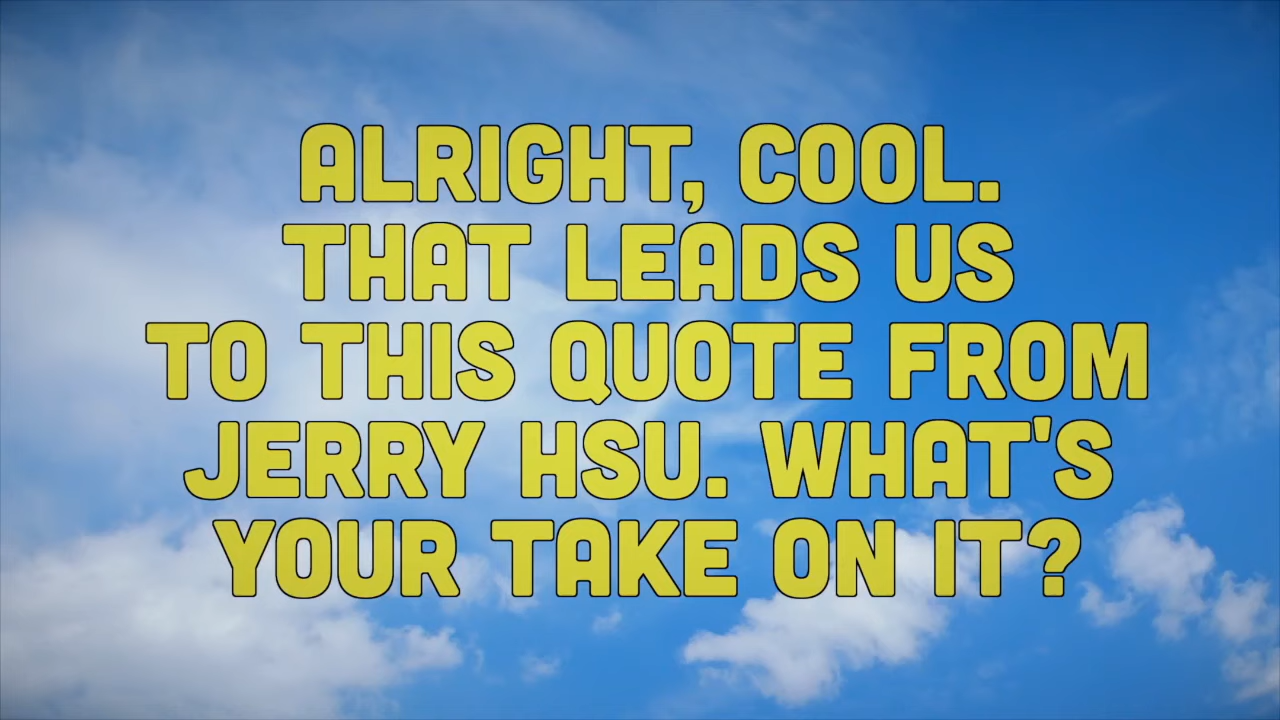 ALRIGHT, COOL.
THAT LEADS US
TO THIS QUOTE FROM
JERRY HSU. WHAT'S
YOUR TAKE ON IT?